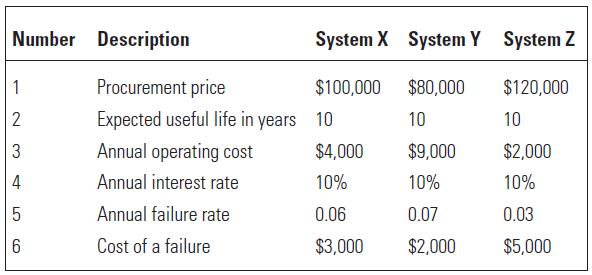 Number Description System X System Y System Z
1 Procurement price $100,000 $80,000 $120,000
2 Expected useful life in years 10 10 10
3 Annual operating cost $4,000 $9,000 $2,000
4 Annual interest rate 10% 10% 10%
5 Annual failure rate 0.06 0.07 0.03
6 Cost of a failure $3,000 $2,000 $5,000